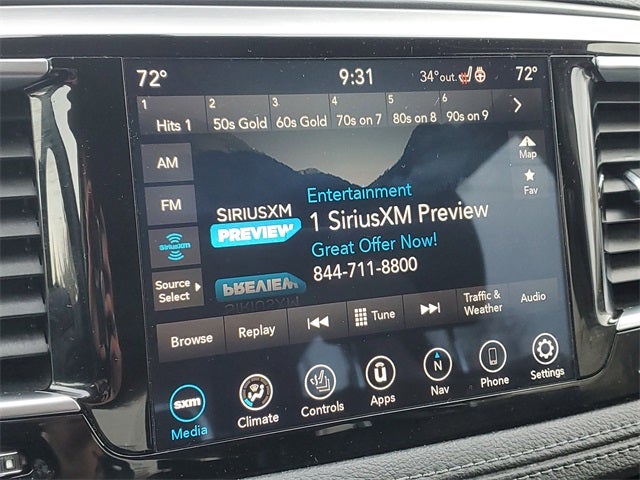 72° 9:31 34°out. 72°
1 2 3 4 5 6
Hits 1 50s Gold 60s Gold 70s on 7 80s on 8 90s on 9
AM
FM
SiriusXM
Source
Select
Map
Fav
SIRIUSXM
PREVIEW
Entertainment
1 SiriusXM Preview
Great Offer Now!
844-711-8800
PREVIEW
SIRIUSXM
Browse Replay Tune Traffic &
Weather Audio
sxm N
Media Climate Controls Apps Nav Phone Settings